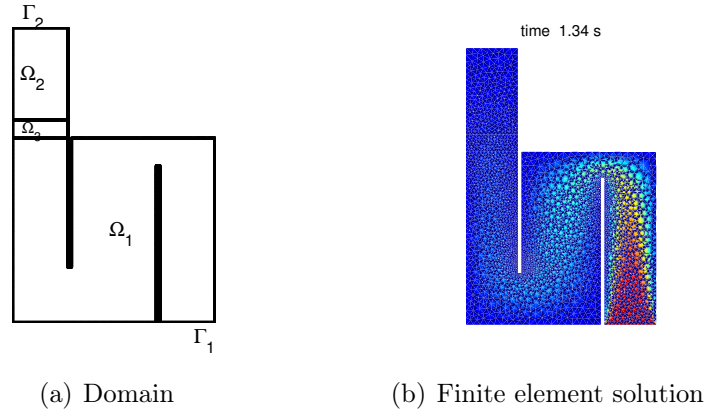 Γ2
time 1.34 s
Ω2
Ω3
Ω1
Γ1
(a) Domain
(b) Finite element solution